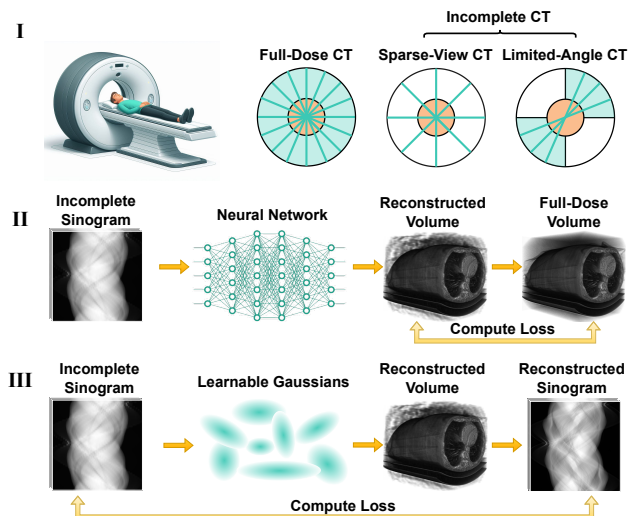 I
Incomplete CT
Full-Dose CT
Sparse-View CT
Limited-Angle CT
II
Incomplete
Sinogram
Neural Network
Reconstructed
Volume
Full-Dose
Volume
Compute Loss
III
Incomplete
Sinogram
Learnable Gaussians
Reconstructed
Volume
Reconstructed
Sinogram
Compute Loss